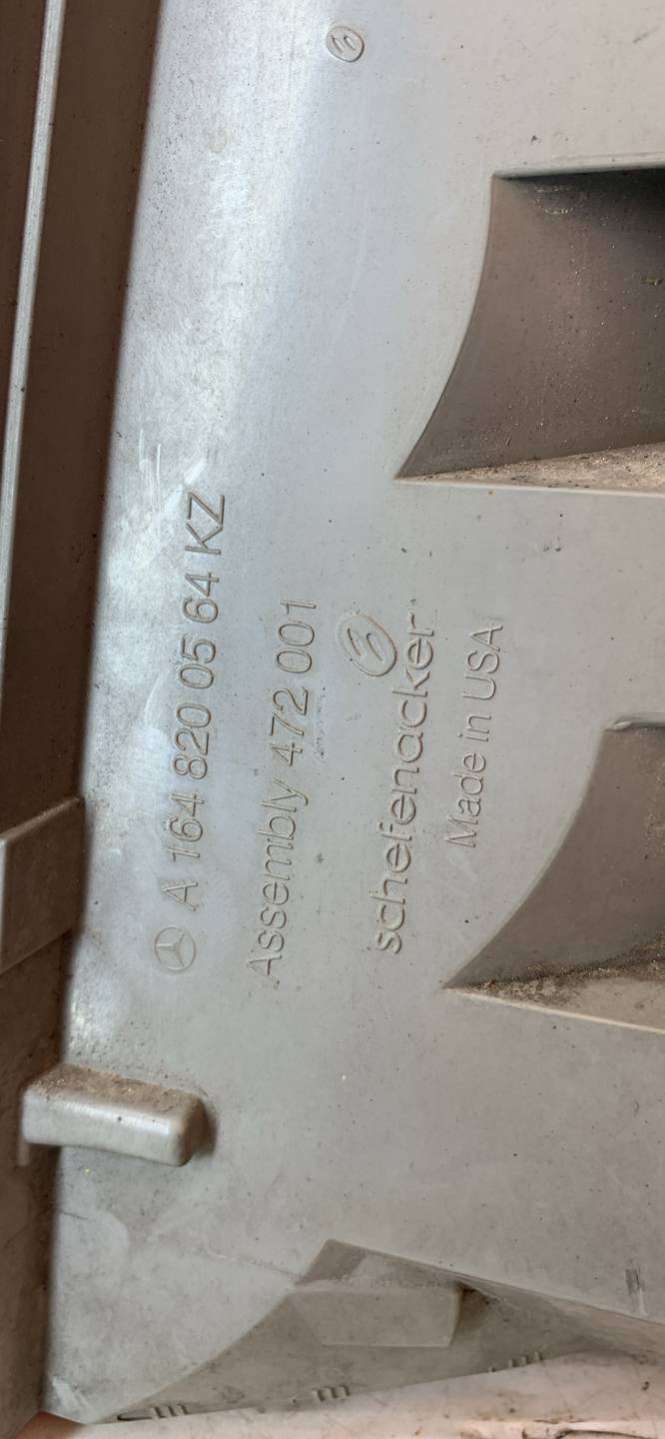 A 164 820 05 64 KZ
Assembly 472 001
schefenacker
Made in USA